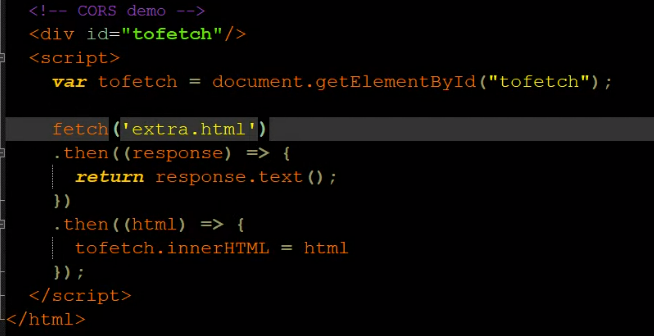 <!-- CORS demo -->
<div id="tofetch"/>
<script>
var tofetch = document.getElementById("tofetch");
fetch('extra.html')
.then((response) => {
return response.text();
})
.then((html) => {
tofetch.innerHTML = html
});
</script>
</html>